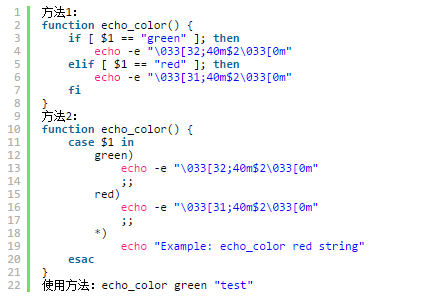 1 方法1:
2 function echo_color() {
3     if [ $1 == "green" ]; then
4         echo -e "\033[32;40m$2\033[0m"
5     elif [ $1 == "red" ]; then
6         echo -e "\033[31;40m$2\033[0m"
7     fi
8 }
9 方法2:
10 function echo_color() {
11     case $1 in
12         green)
13             echo -e "\033[32;40m$2\033[0m"
14             ;;
15         red)
16             echo -e "\033[31;40m$2\033[0m"
17             ;;
18         *)
19             echo "Example: echo_color red string"
20     esac
21 }
22 使用方法: echo_color green "test"